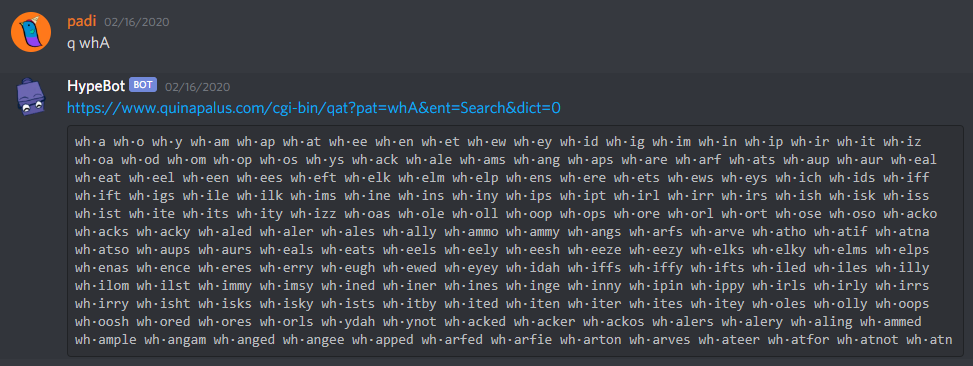 padi 02/16/2020
q whA
HypeBot BOT 02/16/2020
https://www.quinapalus.com/cgi-bin/qat?pat=whA&ent=Search&dict=0
wh·a wh·o wh·y wh·am wh·ap wh·at wh·ee wh·en wh·et wh·ew wh·ey wh·id wh·ig wh·im wh·in wh·ip wh·ir wh·it wh·iz
wh·oa wh·od wh·om wh·op wh·os wh·ys wh·ack wh·ale wh·ams wh·ang wh·aps wh·are wh·arf wh·ats wh·aup wh·aur wh·eal
wh·eat wh·eel wh·een wh·ees wh·eft wh·elk wh·elm wh·elp wh·ens wh·ere wh·ets wh·ews wh·eys wh·ich wh·ids wh·iff
wh·ift wh·igs wh·ile wh·ilk wh·ims wh·ine wh·ins wh·iny wh·ips wh·ipt wh·irl wh·irr wh·irs wh·ish wh·isk wh·iss
wh·ist wh·ite wh·its wh·ity wh·izz wh·oas wh·ole wh·oll wh·oop wh·ops wh·ore wh·orl wh·ort wh·ose wh·oso wh·acko
wh·acks wh·acky wh·aled wh·aler wh·ales wh·ally wh·ammo wh·ammy wh·angs wh·arfs wh·arve wh·atho wh·atif wh·atna
wh·atso wh·aups wh·aurs wh·eals wh·eats wh·eels wh·eely wh·eesh wh·eeze wh·eezy wh·elks wh·elky wh·elms wh·elps
wh·enas wh·ence wh·eres wh·erry wh·eugh wh·ewed wh·eyey wh·idah wh·iffs wh·iffy wh·ifts wh·iled wh·iles wh·illy
wh·ilom wh·ilst wh·immy wh·imsy wh·ined wh·iner wh·ines wh·inge wh·inny wh·ipin wh·ippy wh·irls wh·irly wh·irrs
wh·irry wh·isht wh·isks wh·isky wh·ists wh·itby wh·ited wh·iten wh·iter wh·ites wh·itey wh·oles wh·olly wh·oops
wh·oosh wh·ored wh·ores wh·orls wh·ydah wh·ynot wh·acked wh·acker wh·ackos wh·alers wh·alery wh·aling wh·ammed
wh·ample wh·angam wh·anged wh·angee wh·apped wh·arfed wh·arfie wh·arton wh·arves wh·ateer wh·atfor wh·atnot wh·atn